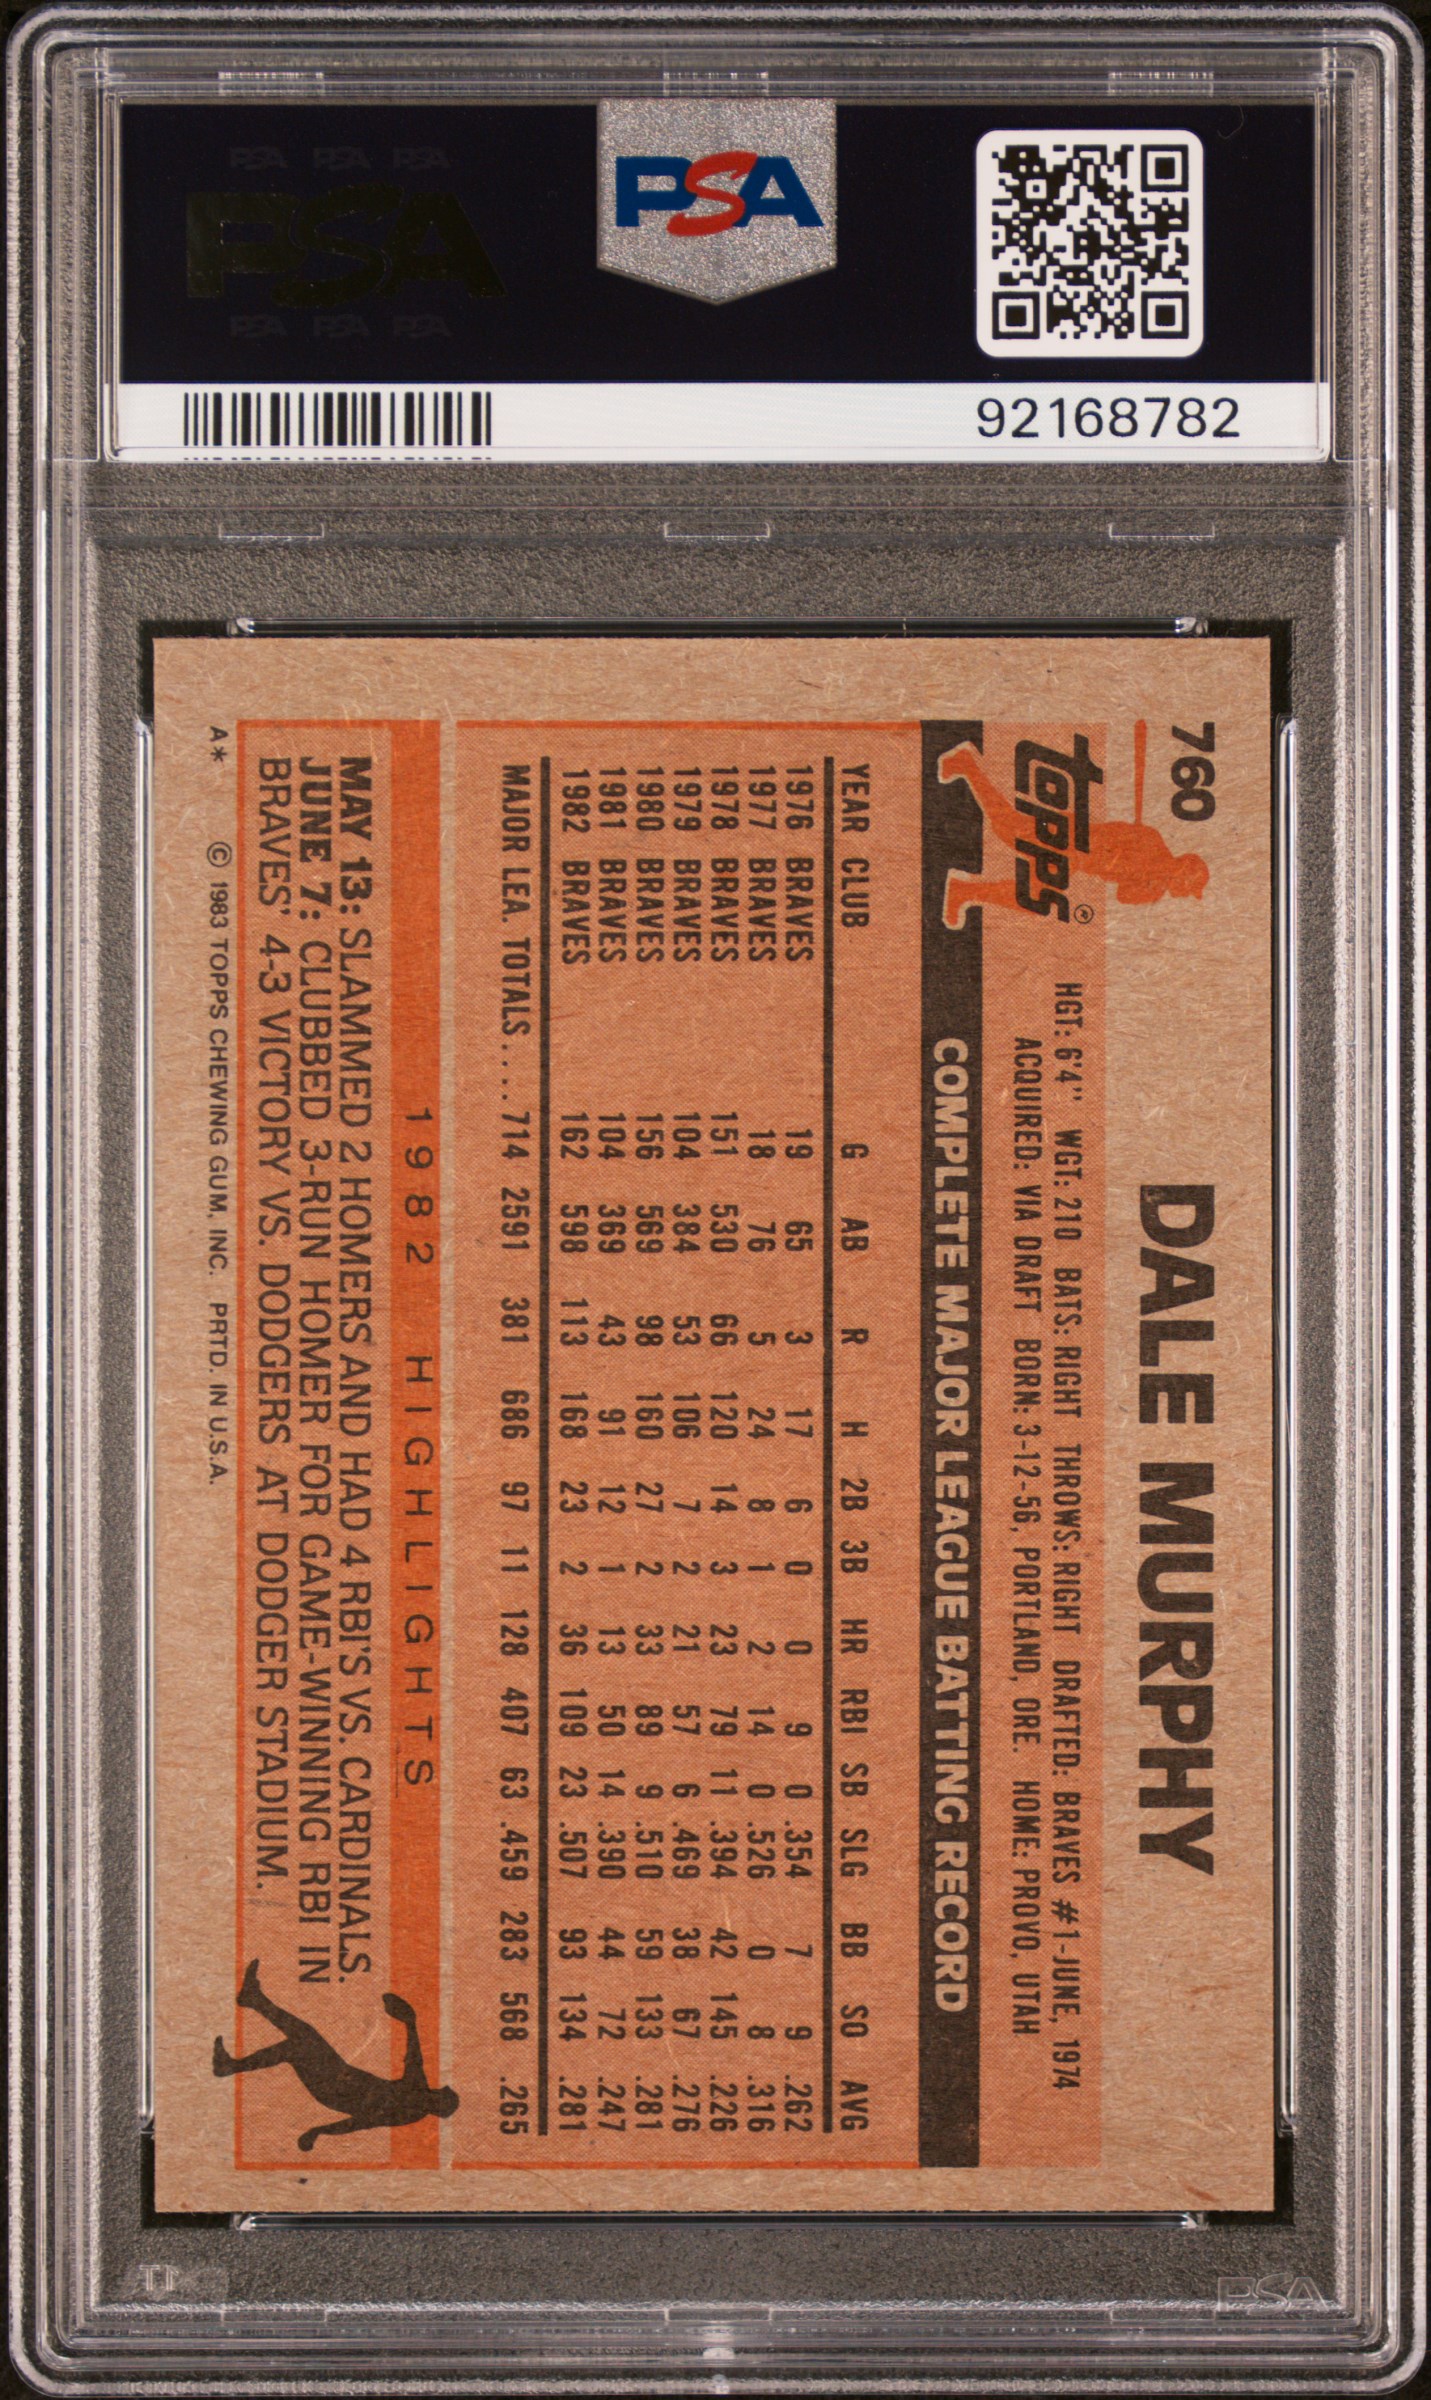 PSA PSA PSA
PSA
PSA PSA PSA
PSA
92168782
760
DALE MURPHY
topps®
HGT: 6'4" WGT: 210 BATS: RIGHT THROWS: RIGHT DRAFTED: BRAVES #1-JUNE, 1974
ACQUIRED: VIA DRAFT BORN: 3-12-56, PORTLAND, ORE. HOME: PROVO, UTAH
COMPLETE MAJOR LEAGUE BATTING RECORD
YEAR CLUB G AB R H 2B 3B HR RBI SB SLG BB SO AVG
1976 BRAVES 19 65 3 17 6 0 0 9 0 .354 7 9 .262
1977 BRAVES 18 76 5 24 8 1 2 14 0 .526 0 8 .316
1978 BRAVES 151 530 66 120 14 3 23 79 11 .394 42 145 .226
1979 BRAVES 104 384 53 106 7 2 21 57 6 .469 38 67 .276
1980 BRAVES 156 569 98 160 27 2 33 89 9 .510 59 133 .281
1981 BRAVES 104 369 43 91 12 1 13 50 14 .390 44 72 .247
1982 BRAVES 162 598 113 168 23 2 36 109 23 .507 93 134 .281
MAJOR LEA. TOTALS.... 714 2591 381 686 97 11 128 407 63 .459 283 568 .265
1982 HIGHLIGHTS
MAY 13: SLAMMED 2 HOMERS AND HAD 4 RBI'S VS. CARDINALS.
JUNE 7: CLUBBED 3-RUN HOMER FOR GAME-WINNING RBI IN
BRAVES' 4-3 VICTORY VS. DODGERS AT DODGER STADIUM.
A* © 1983 TOPPS CHEWING GUM, INC. PRTD. IN U.S.A.
PSA